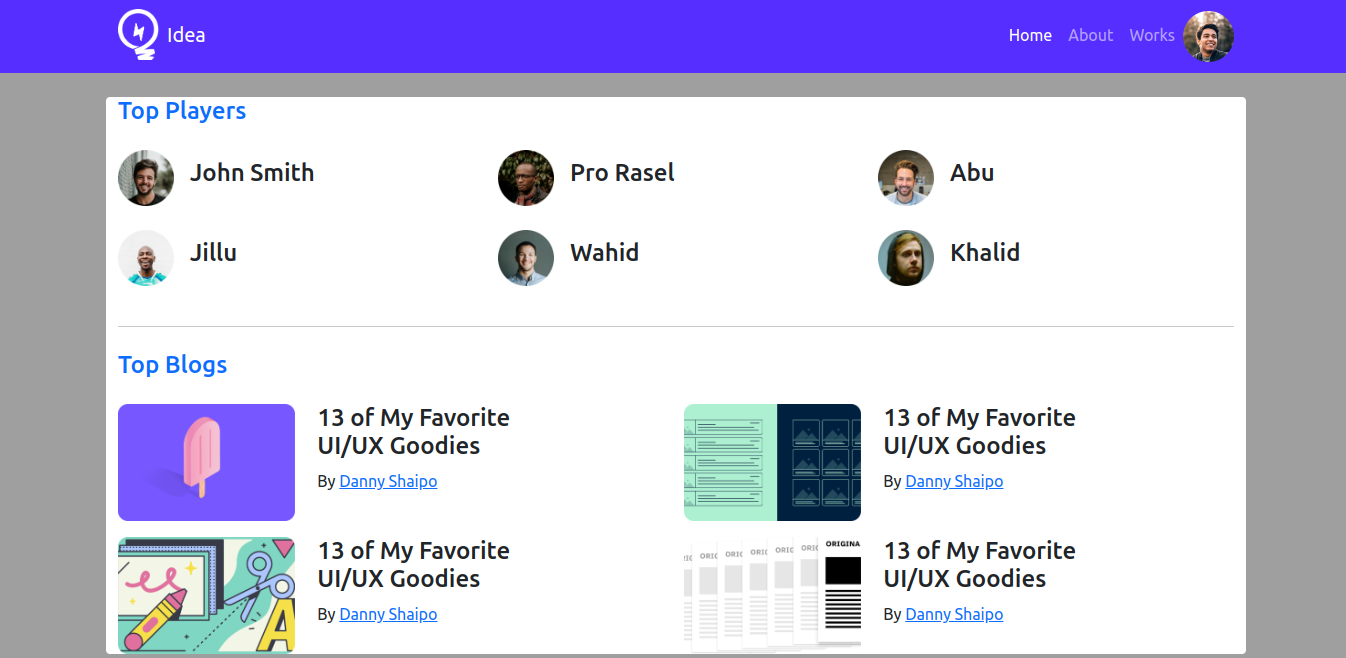 Idea
Home About Works
Top Players
John Smith
Pro Rasel
Abu
Jillu
Wahid
Khalid
Top Blogs
13 of My Favorite
UI/UX Goodies
By Danny Shaipo
13 of My Favorite
UI/UX Goodies
By Danny Shaipo
13 of My Favorite
UI/UX Goodies
By Danny Shaipo
ORIGINA
13 of My Favorite
UI/UX Goodies
By Danny Shaipo